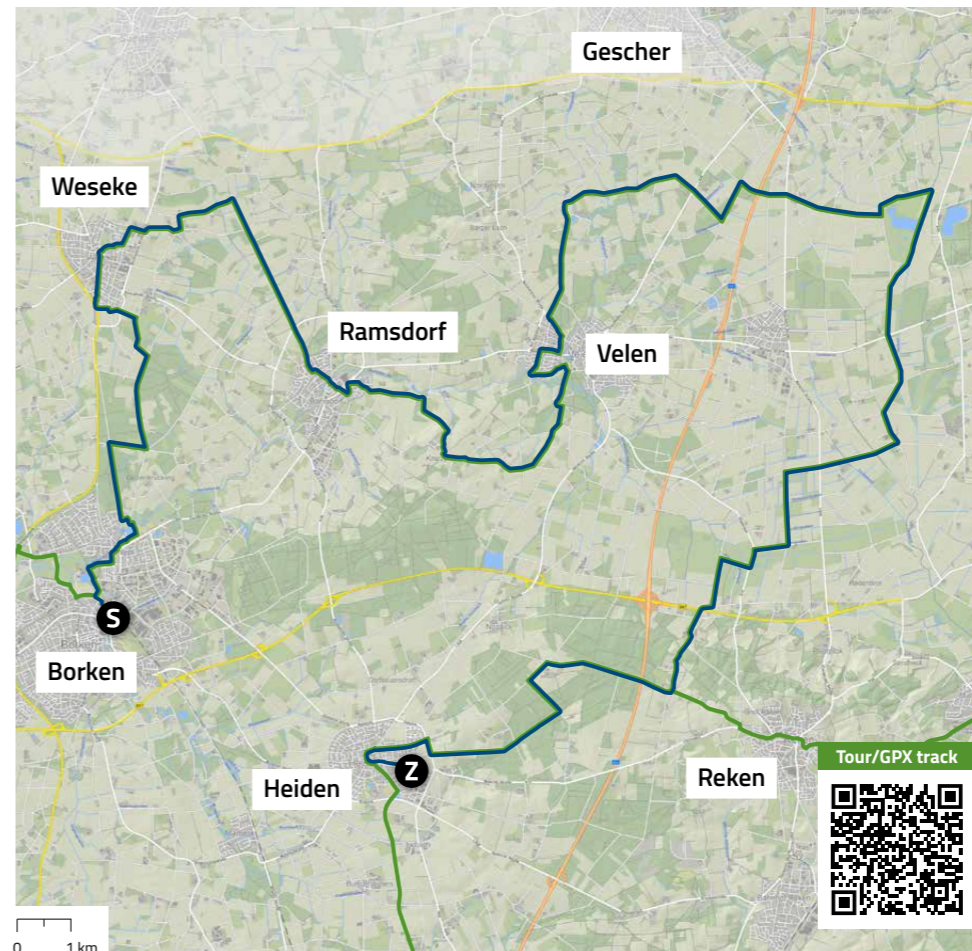 Gescher
Weseke
Ramsdorf
Velen
S
Borken
Z
Heiden
Reken
Tour/GPX track
0 1 km